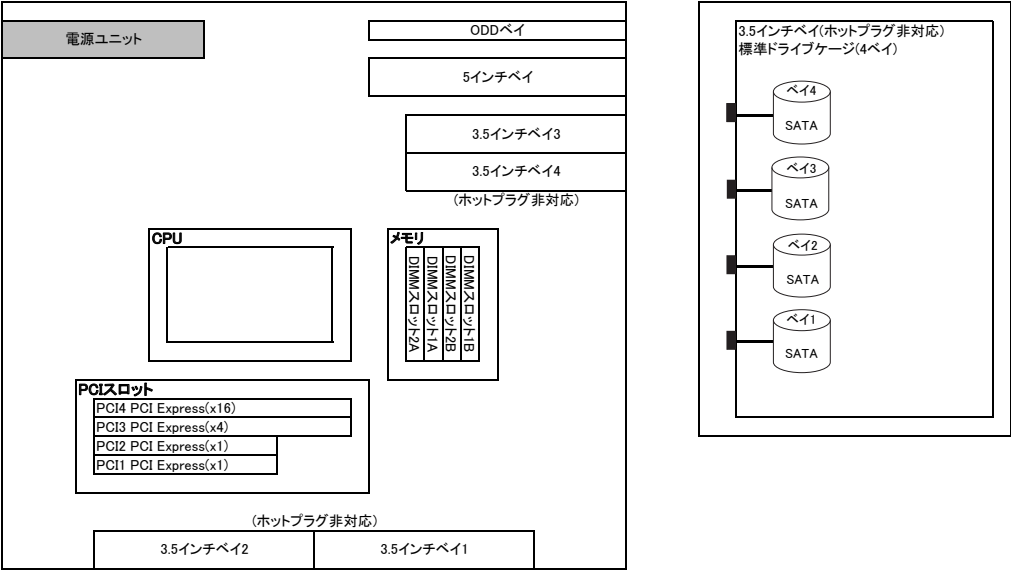 電源ユニット
ODDベイ
5インチベイ
3.5インチベイ3
3.5インチベイ4
(ホットプラグ非対応)
CPU
メモリ
DIMMスロット2A
DIMMスロット1A
DIMMスロット2B
DIMMスロット1B
PCIスロット
PCI4 PCI Express(x16)
PCI3 PCI Express(x4)
PCI2 PCI Express(x1)
PCI1 PCI Express(x1)
(ホットプラグ非対応)
3.5インチベイ2
3.5インチベイ1
3.5インチベイ(ホットプラグ非対応)
標準ドライブケージ(4ベイ)
ベイ4
SATA
ベイ3
SATA
ベイ2
SATA
ベイ1
SATA